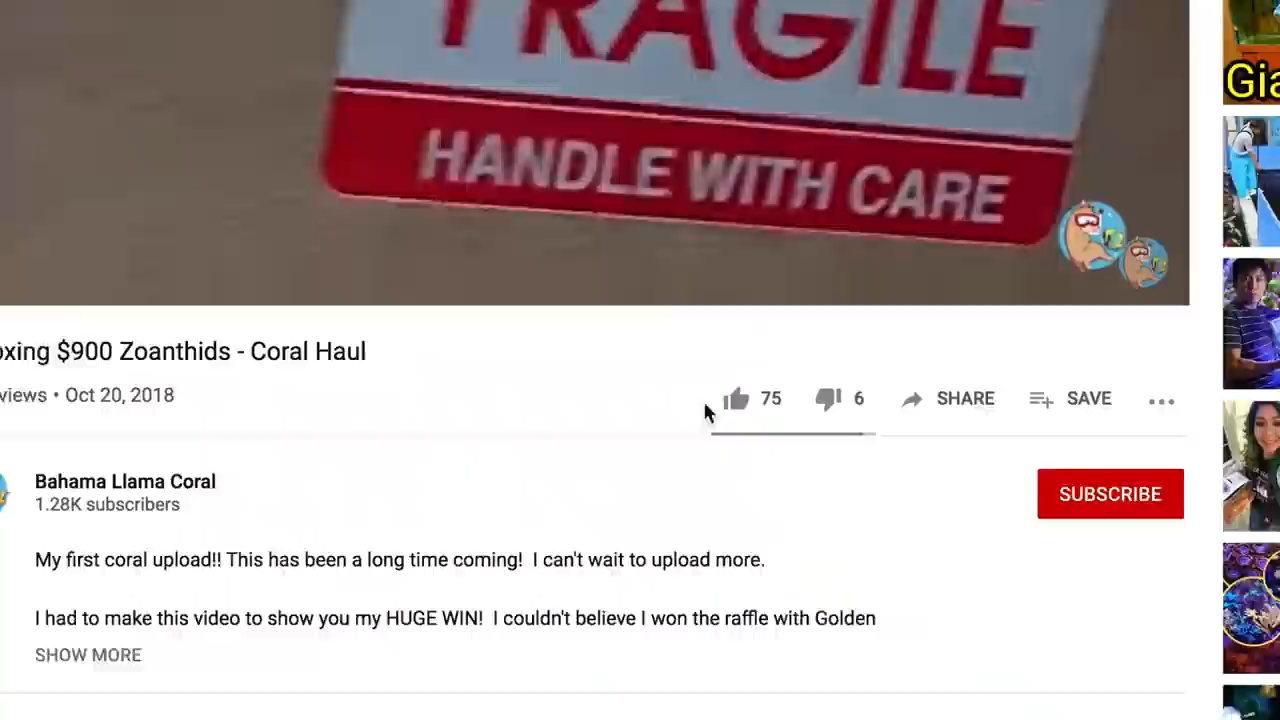 FRAGILE
HANDLE WITH CARE
Gia
oxing $900 Zoanthids - Coral Haul
views • Oct 20, 2018
75
6
SHARE
SAVE
Bahama Llama Coral
1.28K subscribers
SUBSCRIBE
My first coral upload!! This has been a long time coming!  I can't wait to upload more.
I had to make this video to show you my HUGE WIN!  I couldn't believe I won the raffle with Golden
SHOW MORE